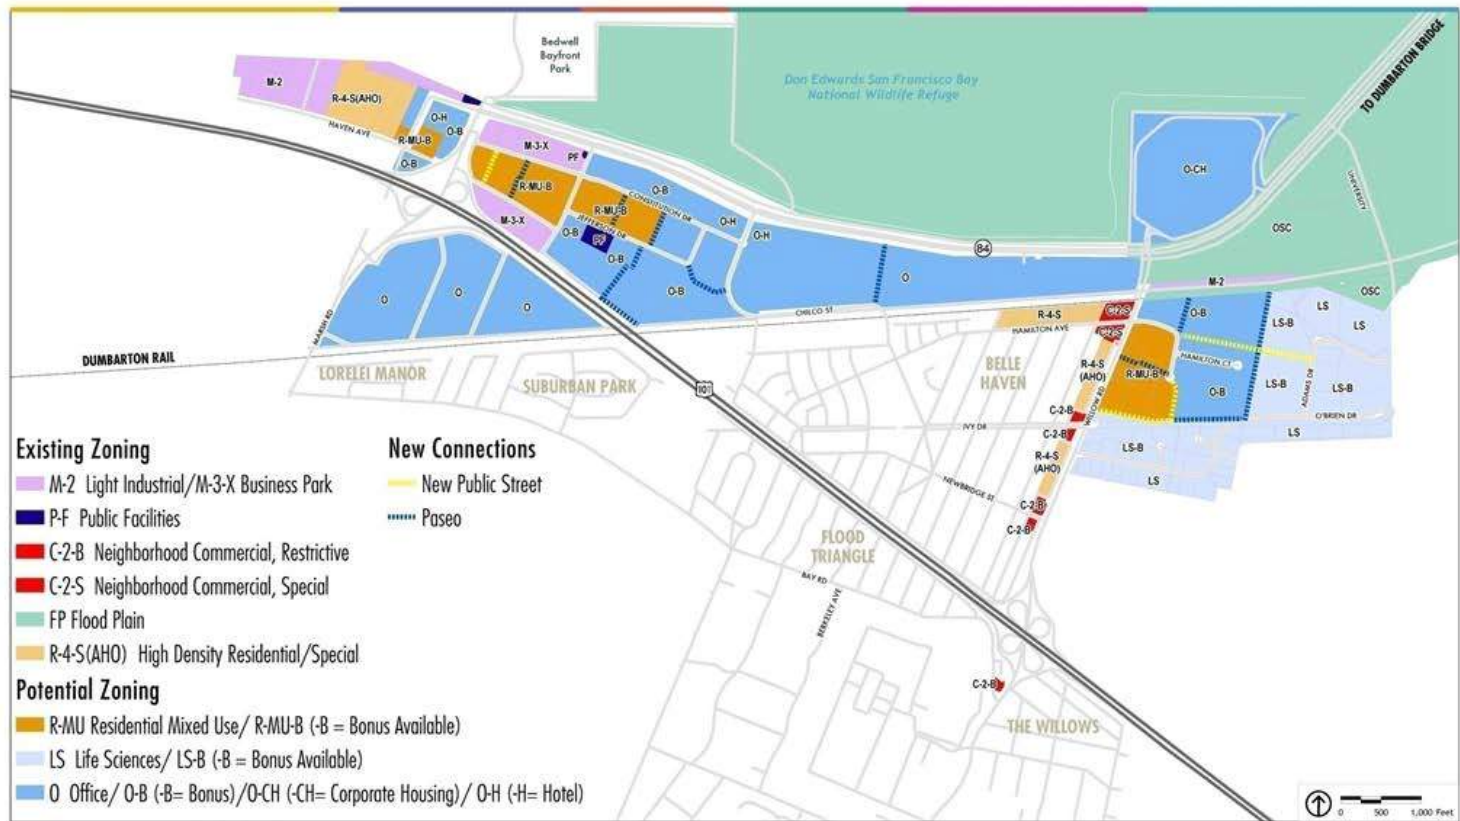 Bedwell
Bayfront
Park
Don Edwards San Francisco Bay
National Wildlife Refuge
TO DUMBARTON BRIDGE
M-2
R-4-S(AHO)
HAVEN AVE
O-H
O-B
R-MU-B
O-B
M-3-X
PF
R-MU-B
M-3-X
O-B
CONSTITUTION DR
R-MU-B
JEFFERSON DR
O-H
O-H
O-B
PF
O-B
O-B
O-CH
UNIVERSITY
OSC
84
O
M-2
OSC
O
O
O
MARSH RD
CHILCO ST
DUMBARTON RAIL
R-4-S
C-2-S
HAMILTON AVE
C-2-S
O-B
LS
LS-B
LS
LORELEI MANOR
SUBURBAN PARK
101
BELLE
HAVEN
R-4-S
(AHO)
R-MU-B
HAMILTON CT
O-B
LS-B
ADAMS DR
LS-B
WILLOW RD
C-2-B
O'BRIEN DR
IVY DR
C-2-B
LS
LS-B
R-4-S
(AHO)
LS
NEWBRIDGE ST
C-2-B
C-2-B
FLOOD
TRIANGLE
BAY RD
BERKELEY AVE
C-2-B
THE WILLOWS
Existing Zoning
M-2 Light Industrial/M-3-X Business Park
P-F Public Facilities
C-2-B Neighborhood Commercial, Restrictive
C-2-S Neighborhood Commercial, Special
FP Flood Plain
R-4-S(AHO) High Density Residential/Special
Potential Zoning
R-MU Residential Mixed Use/ R-MU-B (-B = Bonus Available)
LS Life Sciences/ LS-B (-B = Bonus Available)
O Office/ O-B (-B= Bonus)/O-CH (-CH= Corporate Housing)/ O-H (-H= Hotel)
New Connections
New Public Street
Paseo
0 500 1,000 Feet